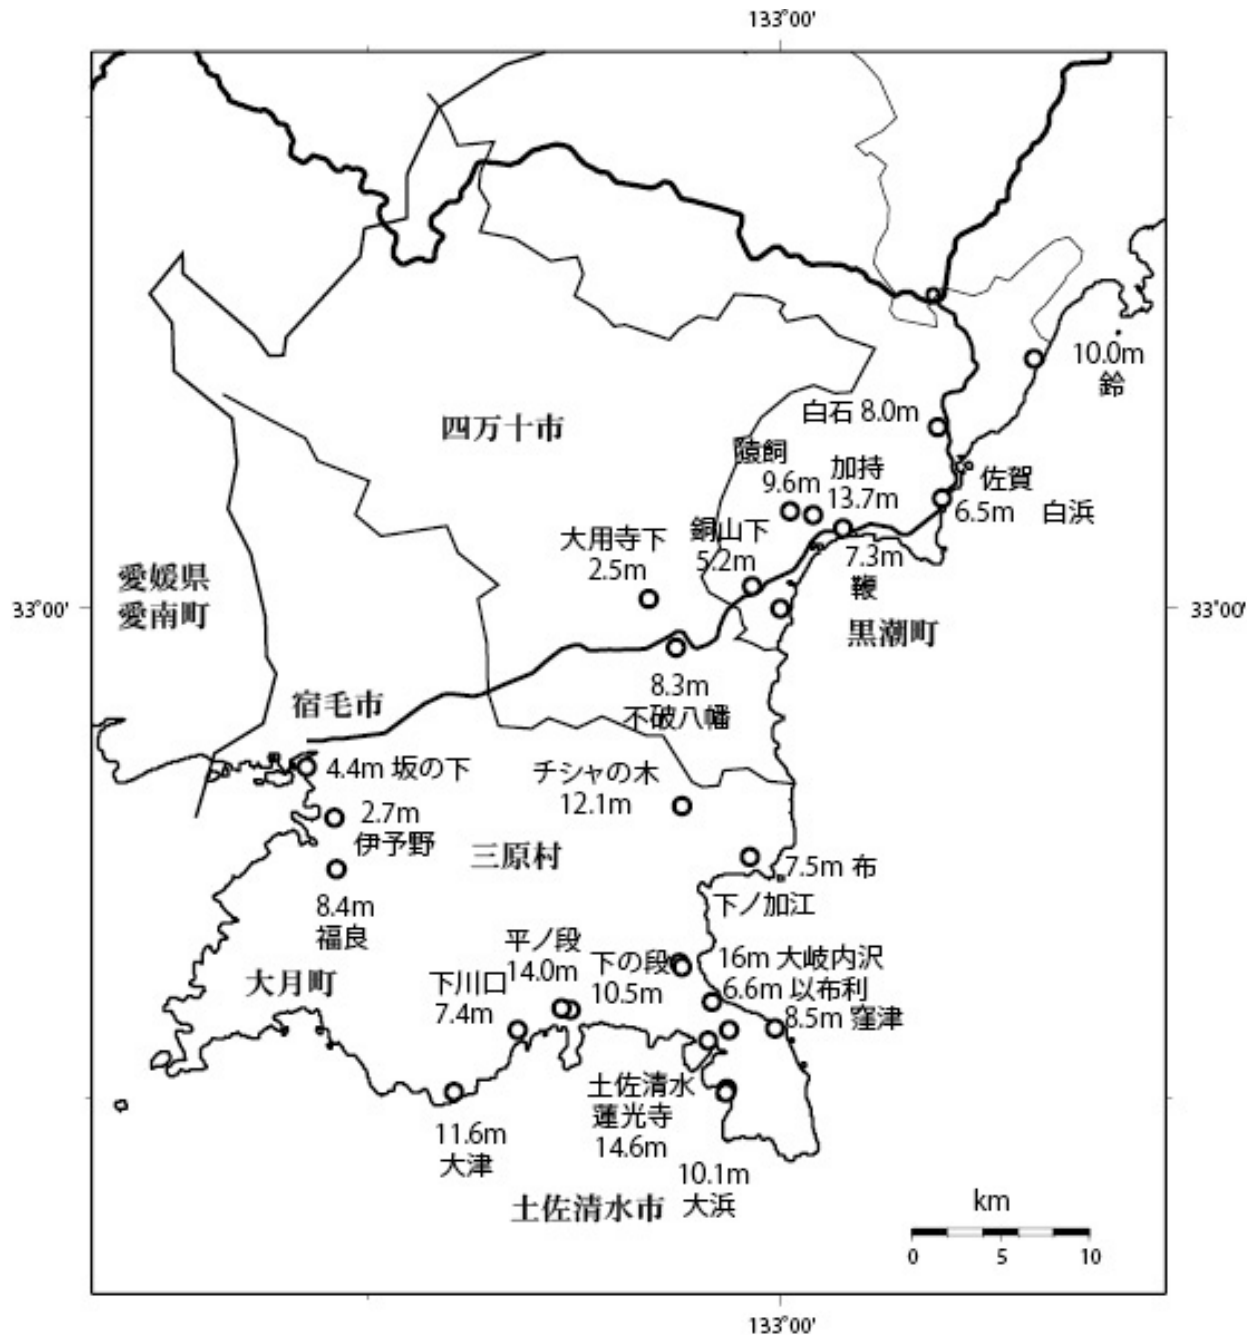 133°00'
10.0m
鈴
白石 8.0m
四万十市
加持
9.6m
13.7m
佐賀
6.5m 白浜
銅山下
5.2m
大用寺下
2.5m
7.3m
鞭
愛媛県
愛南町
33°00'
33°00'
黒潮町
8.3m
不破八幡
宿毛市
4.4m 坂の下
チシャの木
12.1m
2.7m
伊予野
三原村
7.5m 布
下ノ加江
8.4m
福良
平ノ段
14.0m
下の段
10.5m
16m 大岐内沢
6.6m 以布利
8.5m 窪津
大月町
下川口
7.4m
土佐清水
蓮光寺
14.6m
11.6m
大津
10.1m
大浜
土佐清水市
km
0 5 10
133°00'